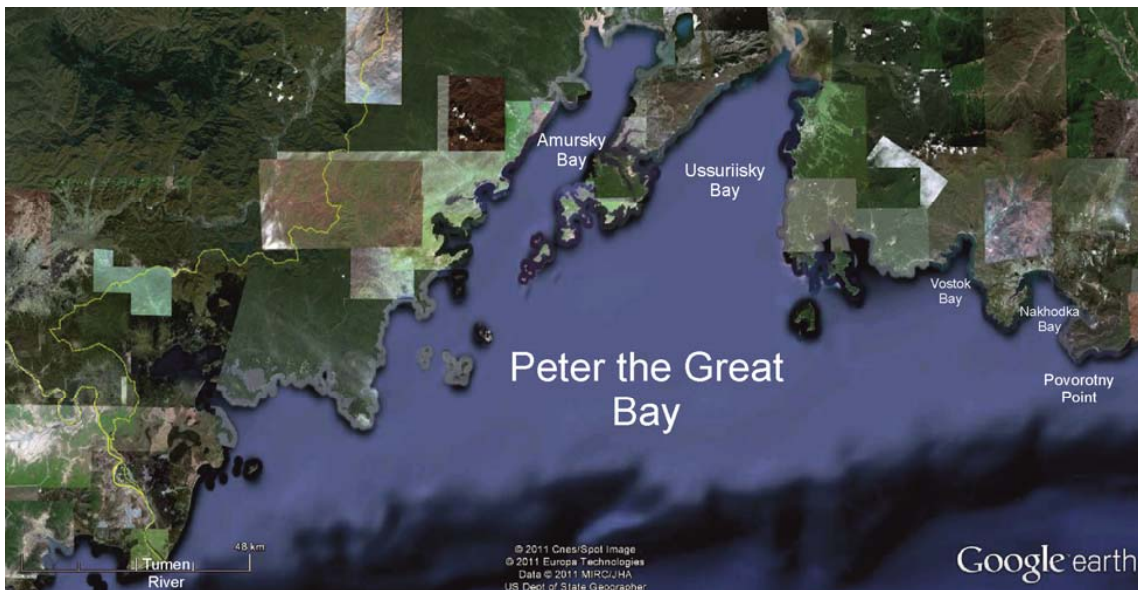 Amursky
Bay
Ussuriisky
Bay
Vostok
Bay
Nakhodka
Bay
Peter the Great
Bay
Povorotny
Point
48 km
Tumen
River
© 2011 Cnes/Spot Image
© 2011 Europa Technologies
Data © 2011 MIRC/JHA
US Dept of State Geographer
Google earth